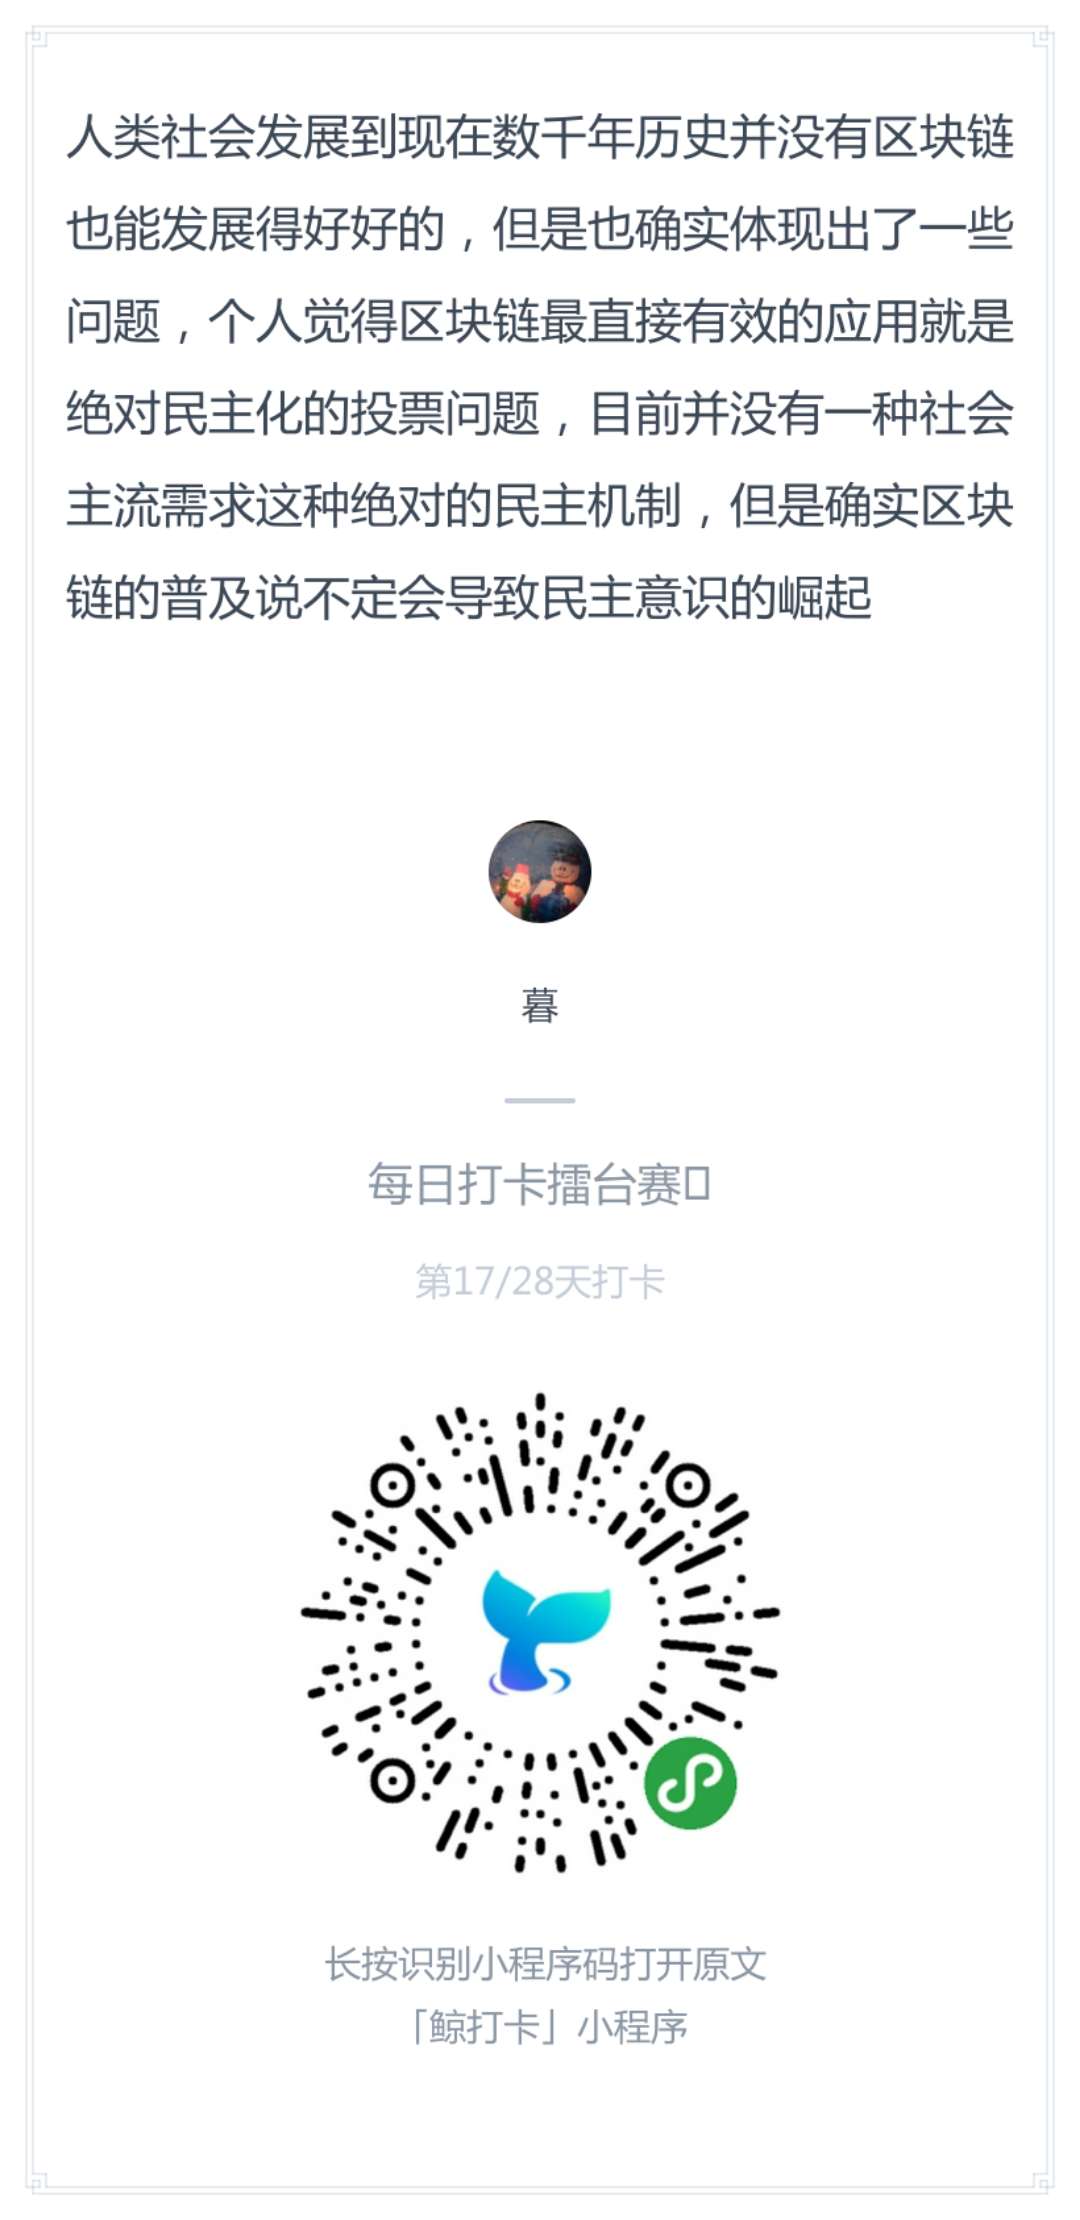 人类社会发展到现在数千年历史并没有区块链
也能发展得好好的，但是也确实体现出了一些
问题，个人觉得区块链最直接有效的应用就是
绝对民主化的投票问题，目前并没有一种社会
主流需求这种绝对的民主机制，但是确实区块
链的普及说不定会导致民主意识的崛起
暮
每日打卡擂台赛
第17/28天打卡
长按识别小程序码打开原文
「鲸打卡」小程序